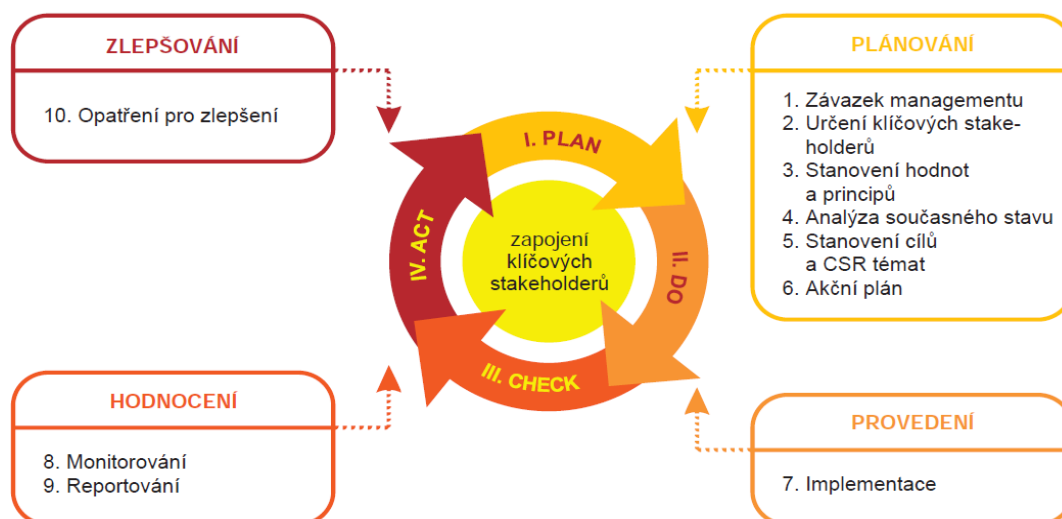 ZLEPŠOVÁNÍ
10. Opatření pro zlepšení
PLÁNOVÁNÍ
1. Závazek managementu
2. Určení klíčových stake-
holderů
3. Stanovení hodnot
a principů
4. Analýza současného stavu
5. Stanovení cílů
a CSR témat
6. Akční plán
I. PLAN
II. DO
III. CHECK
IV. ACT
zapojení
klíčových
stakeholderů
HODNOCENÍ
8. Monitorování
9. Reportování
PROVEDENÍ
7. Implementace